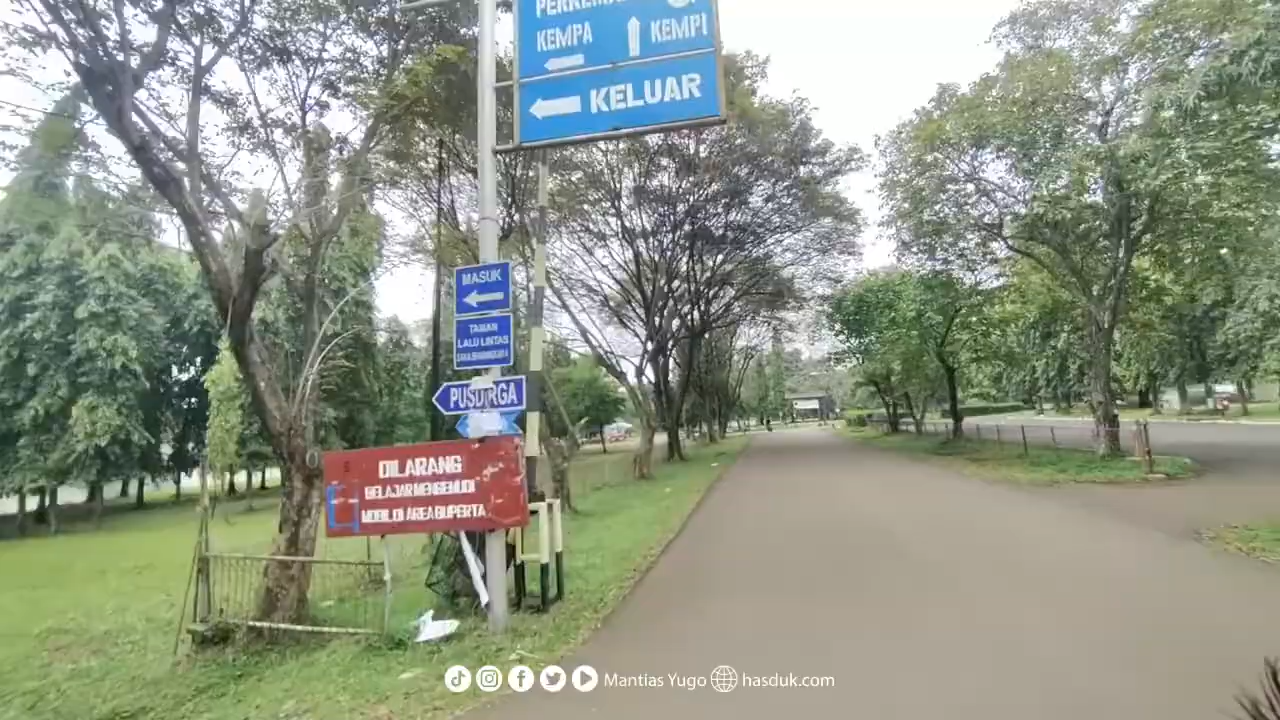 KEMPA
KEMPI
KELUAR
MASUK
TAMAN
LALU LINTAS
PUSDIRGA
DILARANG
BELAJAR MENGEMUDI
MOBIL DI AREA BUPERTA
Mantias Yugo
hasduk.com